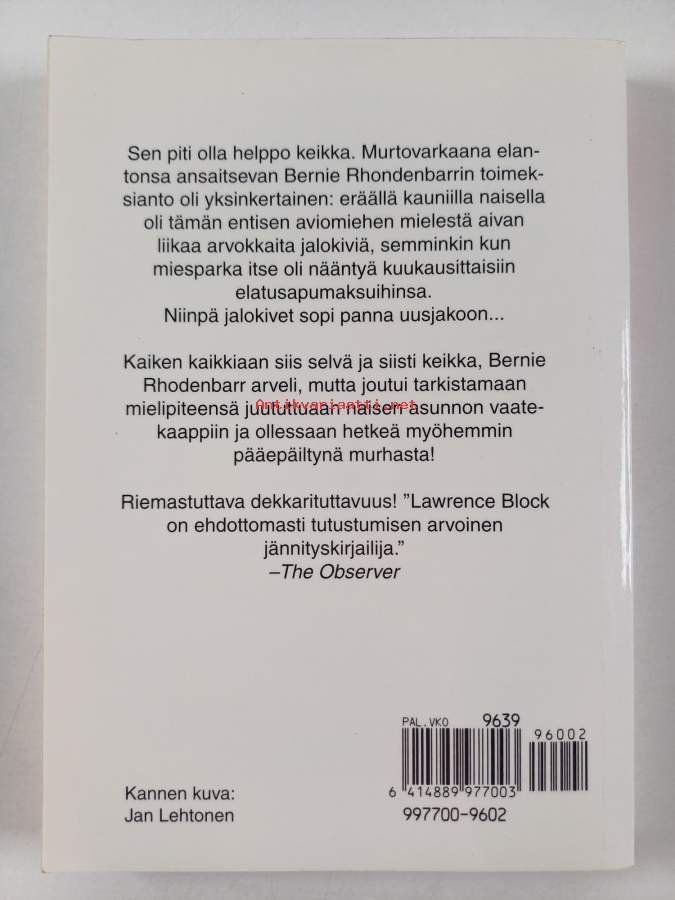 Sen piti olla helppo keikka. Murtovarkaana elan-
tonsa ansaitsevan Bernie Rhondenbarrin toimek-
sianto oli yksinkertainen: eräällä kauniilla naisella
oli tämän entisen aviomiehen mielestä aivan
liikaa arvokkaita jalokiviä, semminkin kun
miesparka itse oli nääntyä kuukausittaisiin
elatusapumaksuihinsa.
Niinpä jalokivet sopi panna uusjakoon...
Kaiken kaikkiaan siis selvä ja siisti keikka, Bernie
Rhodenbarr arveli, mutta joutui tarkistamaan
mielipiteensä juututtuaan naisen asunnon vaate-
Antikvariaatti.net
kaappiin ja ollessaan hetkeä myöhemmin
pääepäiltynä murhasta!
Riemastuttava dekkarituttavuus! ”Lawrence Block
on ehdottomasti tutustumisen arvoinen
jännityskirjailija.”
–The Observer
PAL.VKO 9639
96002
6 414889 977003
997700-9602
Kannen kuva:
Jan Lehtonen